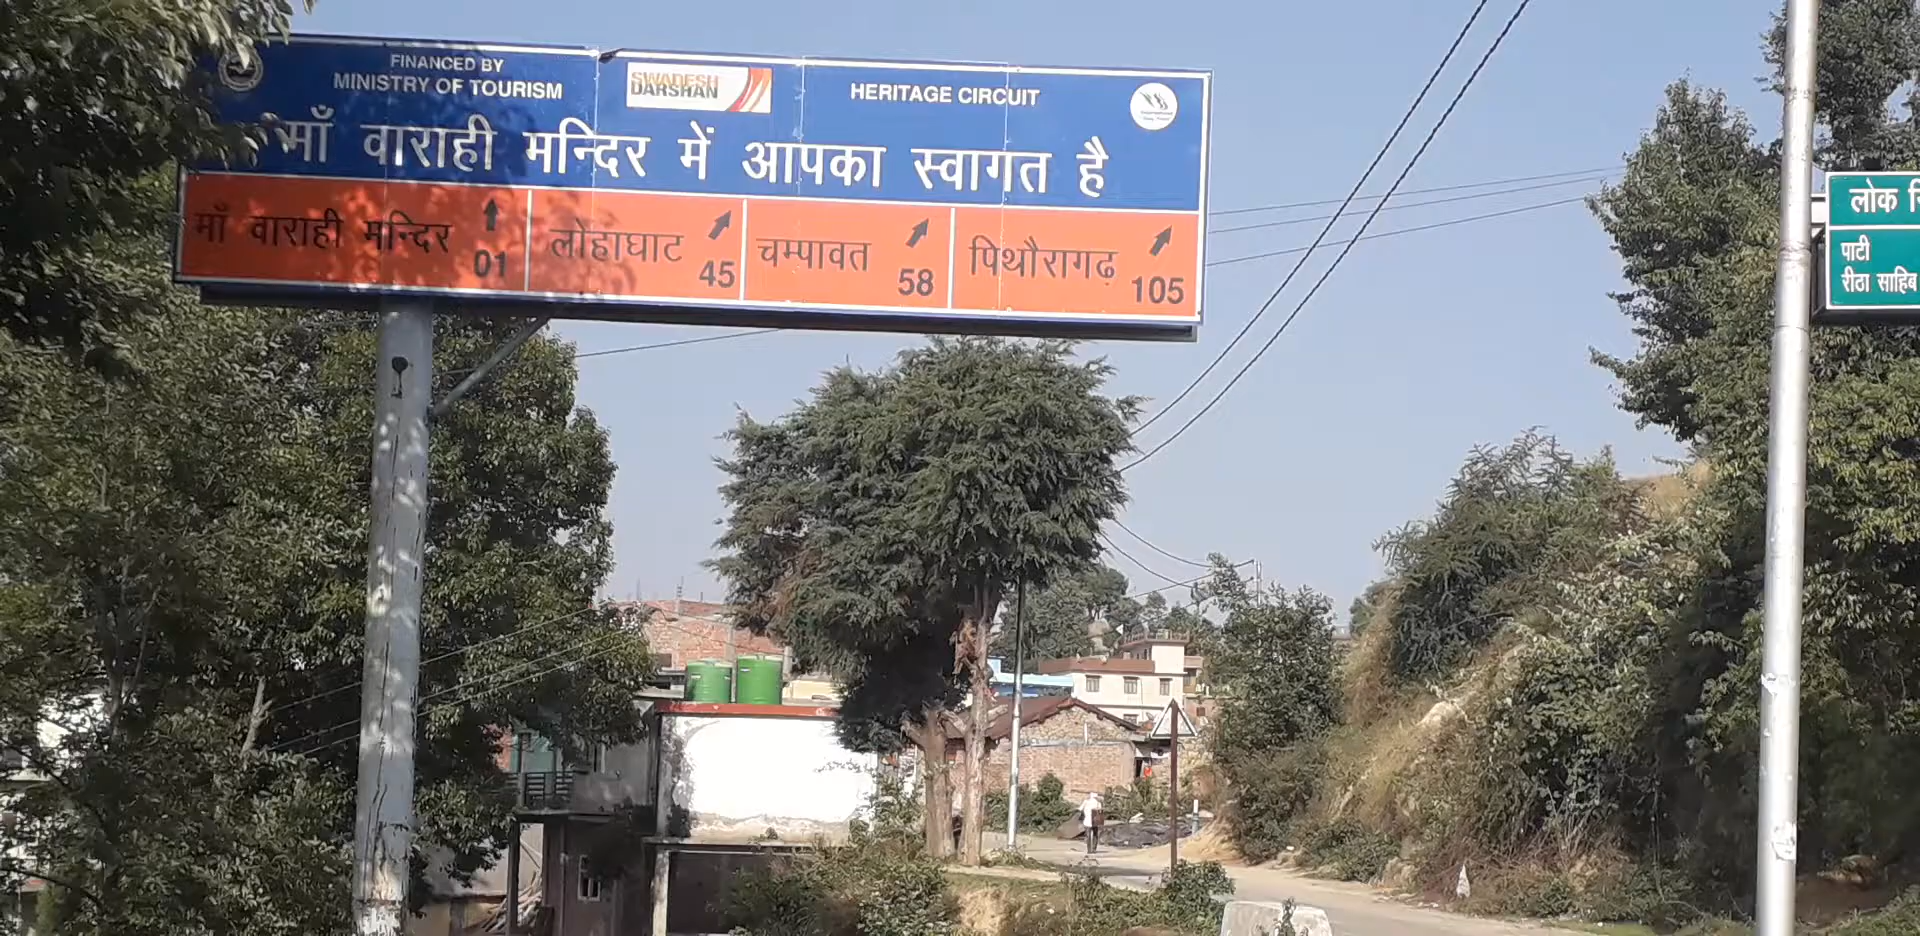 FINANCED BY
MINISTRY OF TOURISM
SWADESH
DARSHAN
HERITAGE CIRCUIT
माँ वाराही मन्दिर में आपका स्वागत है
माँ वाराही मन्दिर 01
लोहाघाट 45
चम्पावत 58
पिथौरागढ़ 105
लोक
पाटी
रीठा साहिब